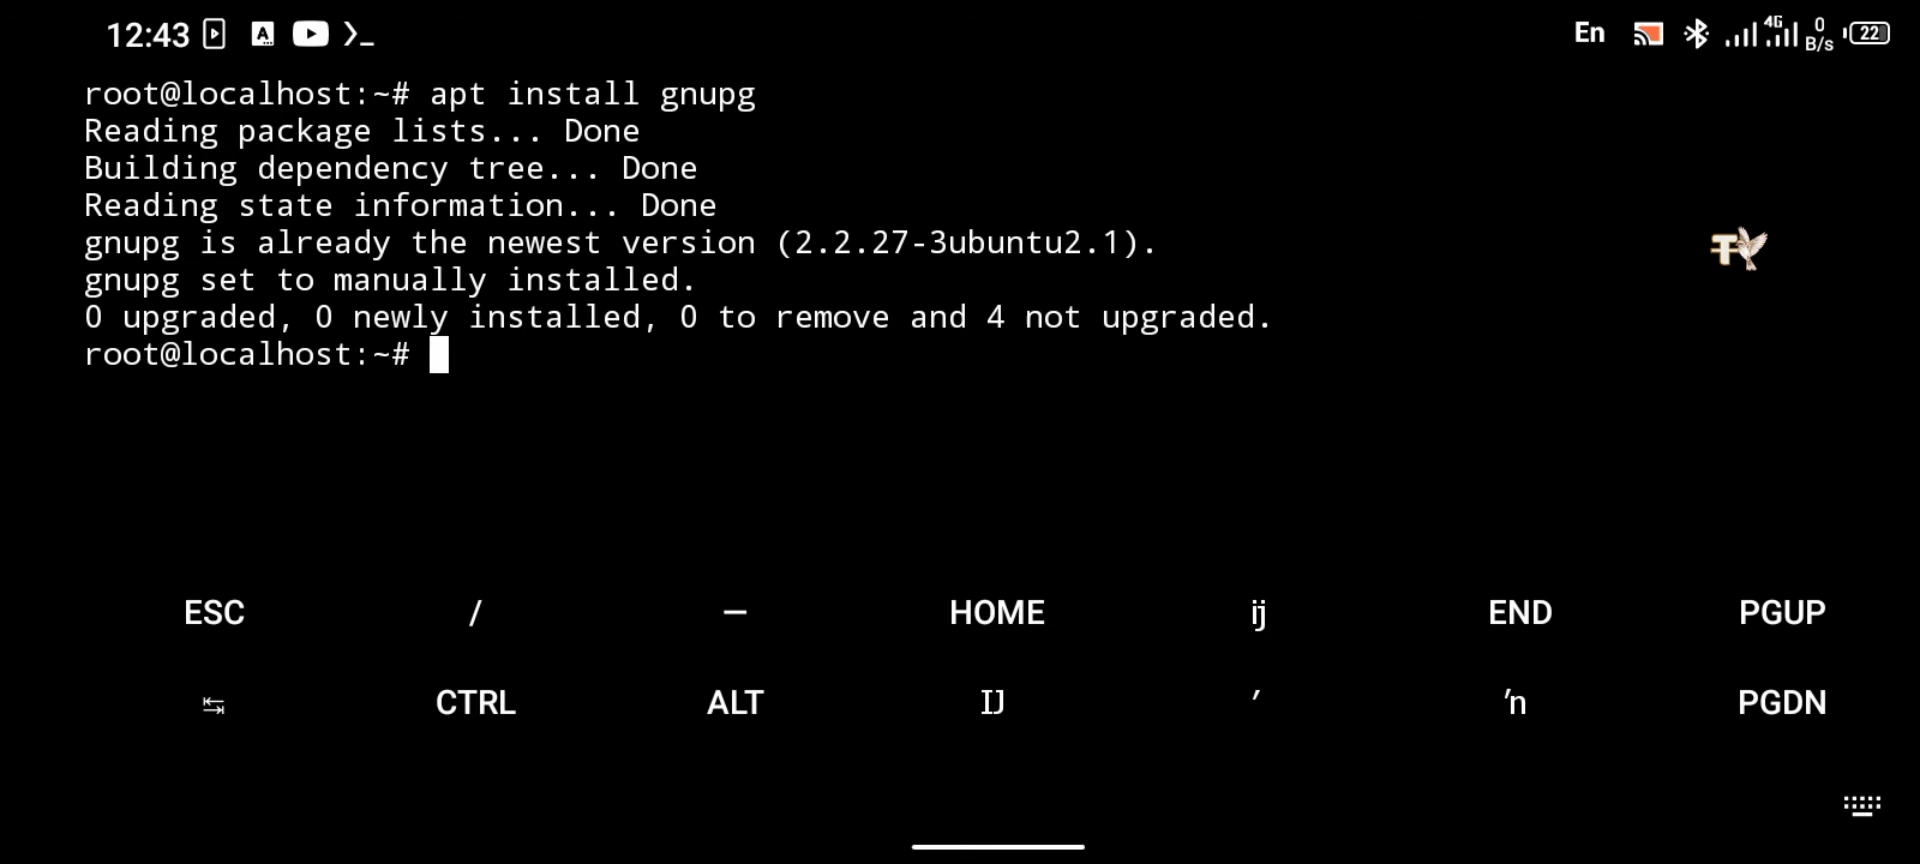 12:43 En 4G 0 B/s 22
root@localhost:~# apt install gnupg
Reading package lists... Done
Building dependency tree... Done
Reading state information... Done
gnupg is already the newest version (2.2.27-3ubuntu2.1).
gnupg set to manually installed.
0 upgraded, 0 newly installed, 0 to remove and 4 not upgraded.
root@localhost:~#
ESC / — HOME ĳ END PGUP
↹ CTRL ALT Ĳ ′ ŉ PGDN